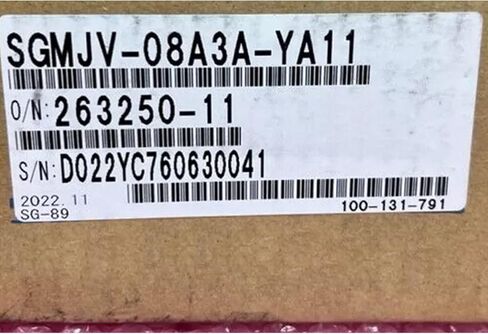 SGMJV-08A3A-YA11
O/N: 263250-11
S/N: D022YC760630041
2022.11
SG-89
100-131-791